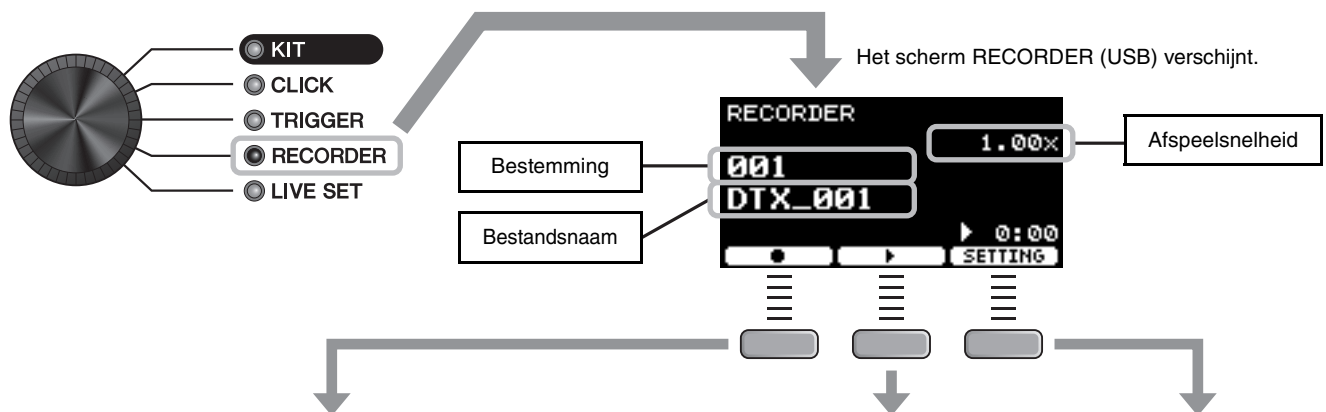 KIT
CLICK
TRIGGER
RECORDER
LIVE SET
Het scherm RECORDER (USB) verschijnt.
RECORDER
1.00x
001
DTX_001
0:00
SETTING
Bestemming
Bestandsnaam
Afspeelsnelheid